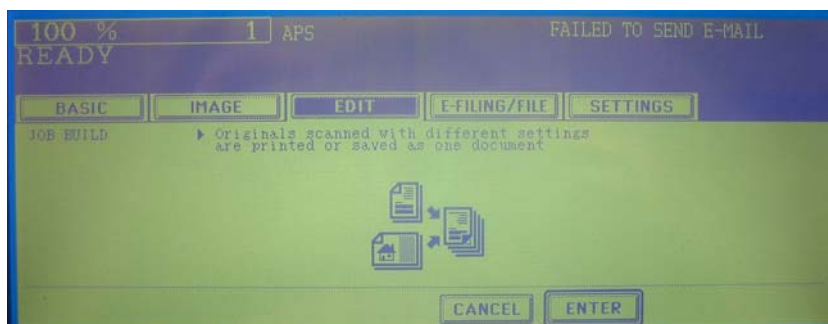 100 % 1 APS FAILED TO SEND E-MAIL
READY
BASIC IMAGE EDIT E-FILING/FILE SETTINGS
JOB BUILD Originals scanned with different settings
are printed or saved as one document
CANCEL ENTER